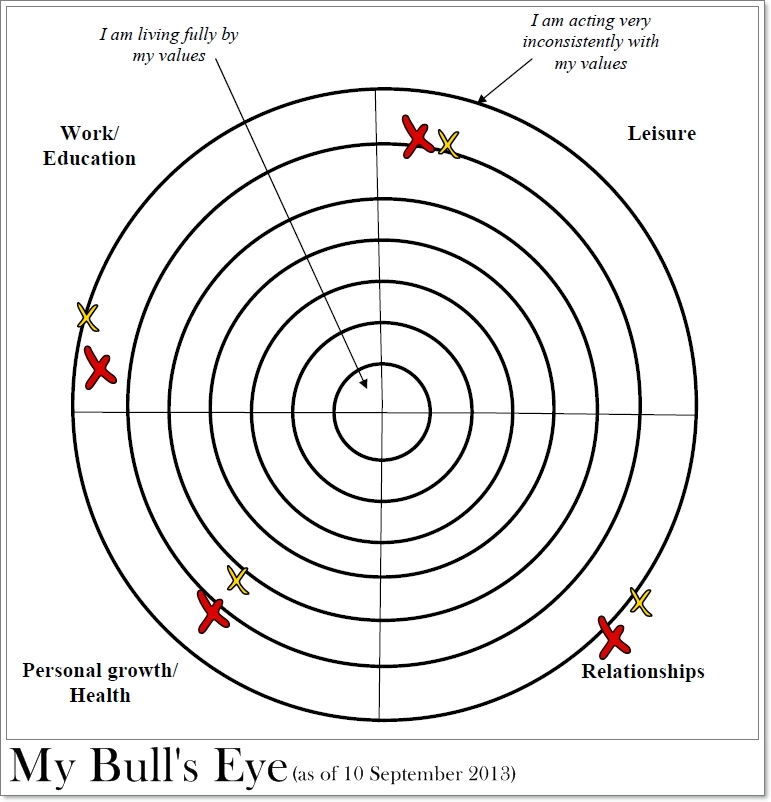 I am living fully by
my values
I am acting very
inconsistently with
my values
Work/
Education
Leisure
Personal growth/
Health
Relationships
My Bull's Eye (as of 10 September 2013)